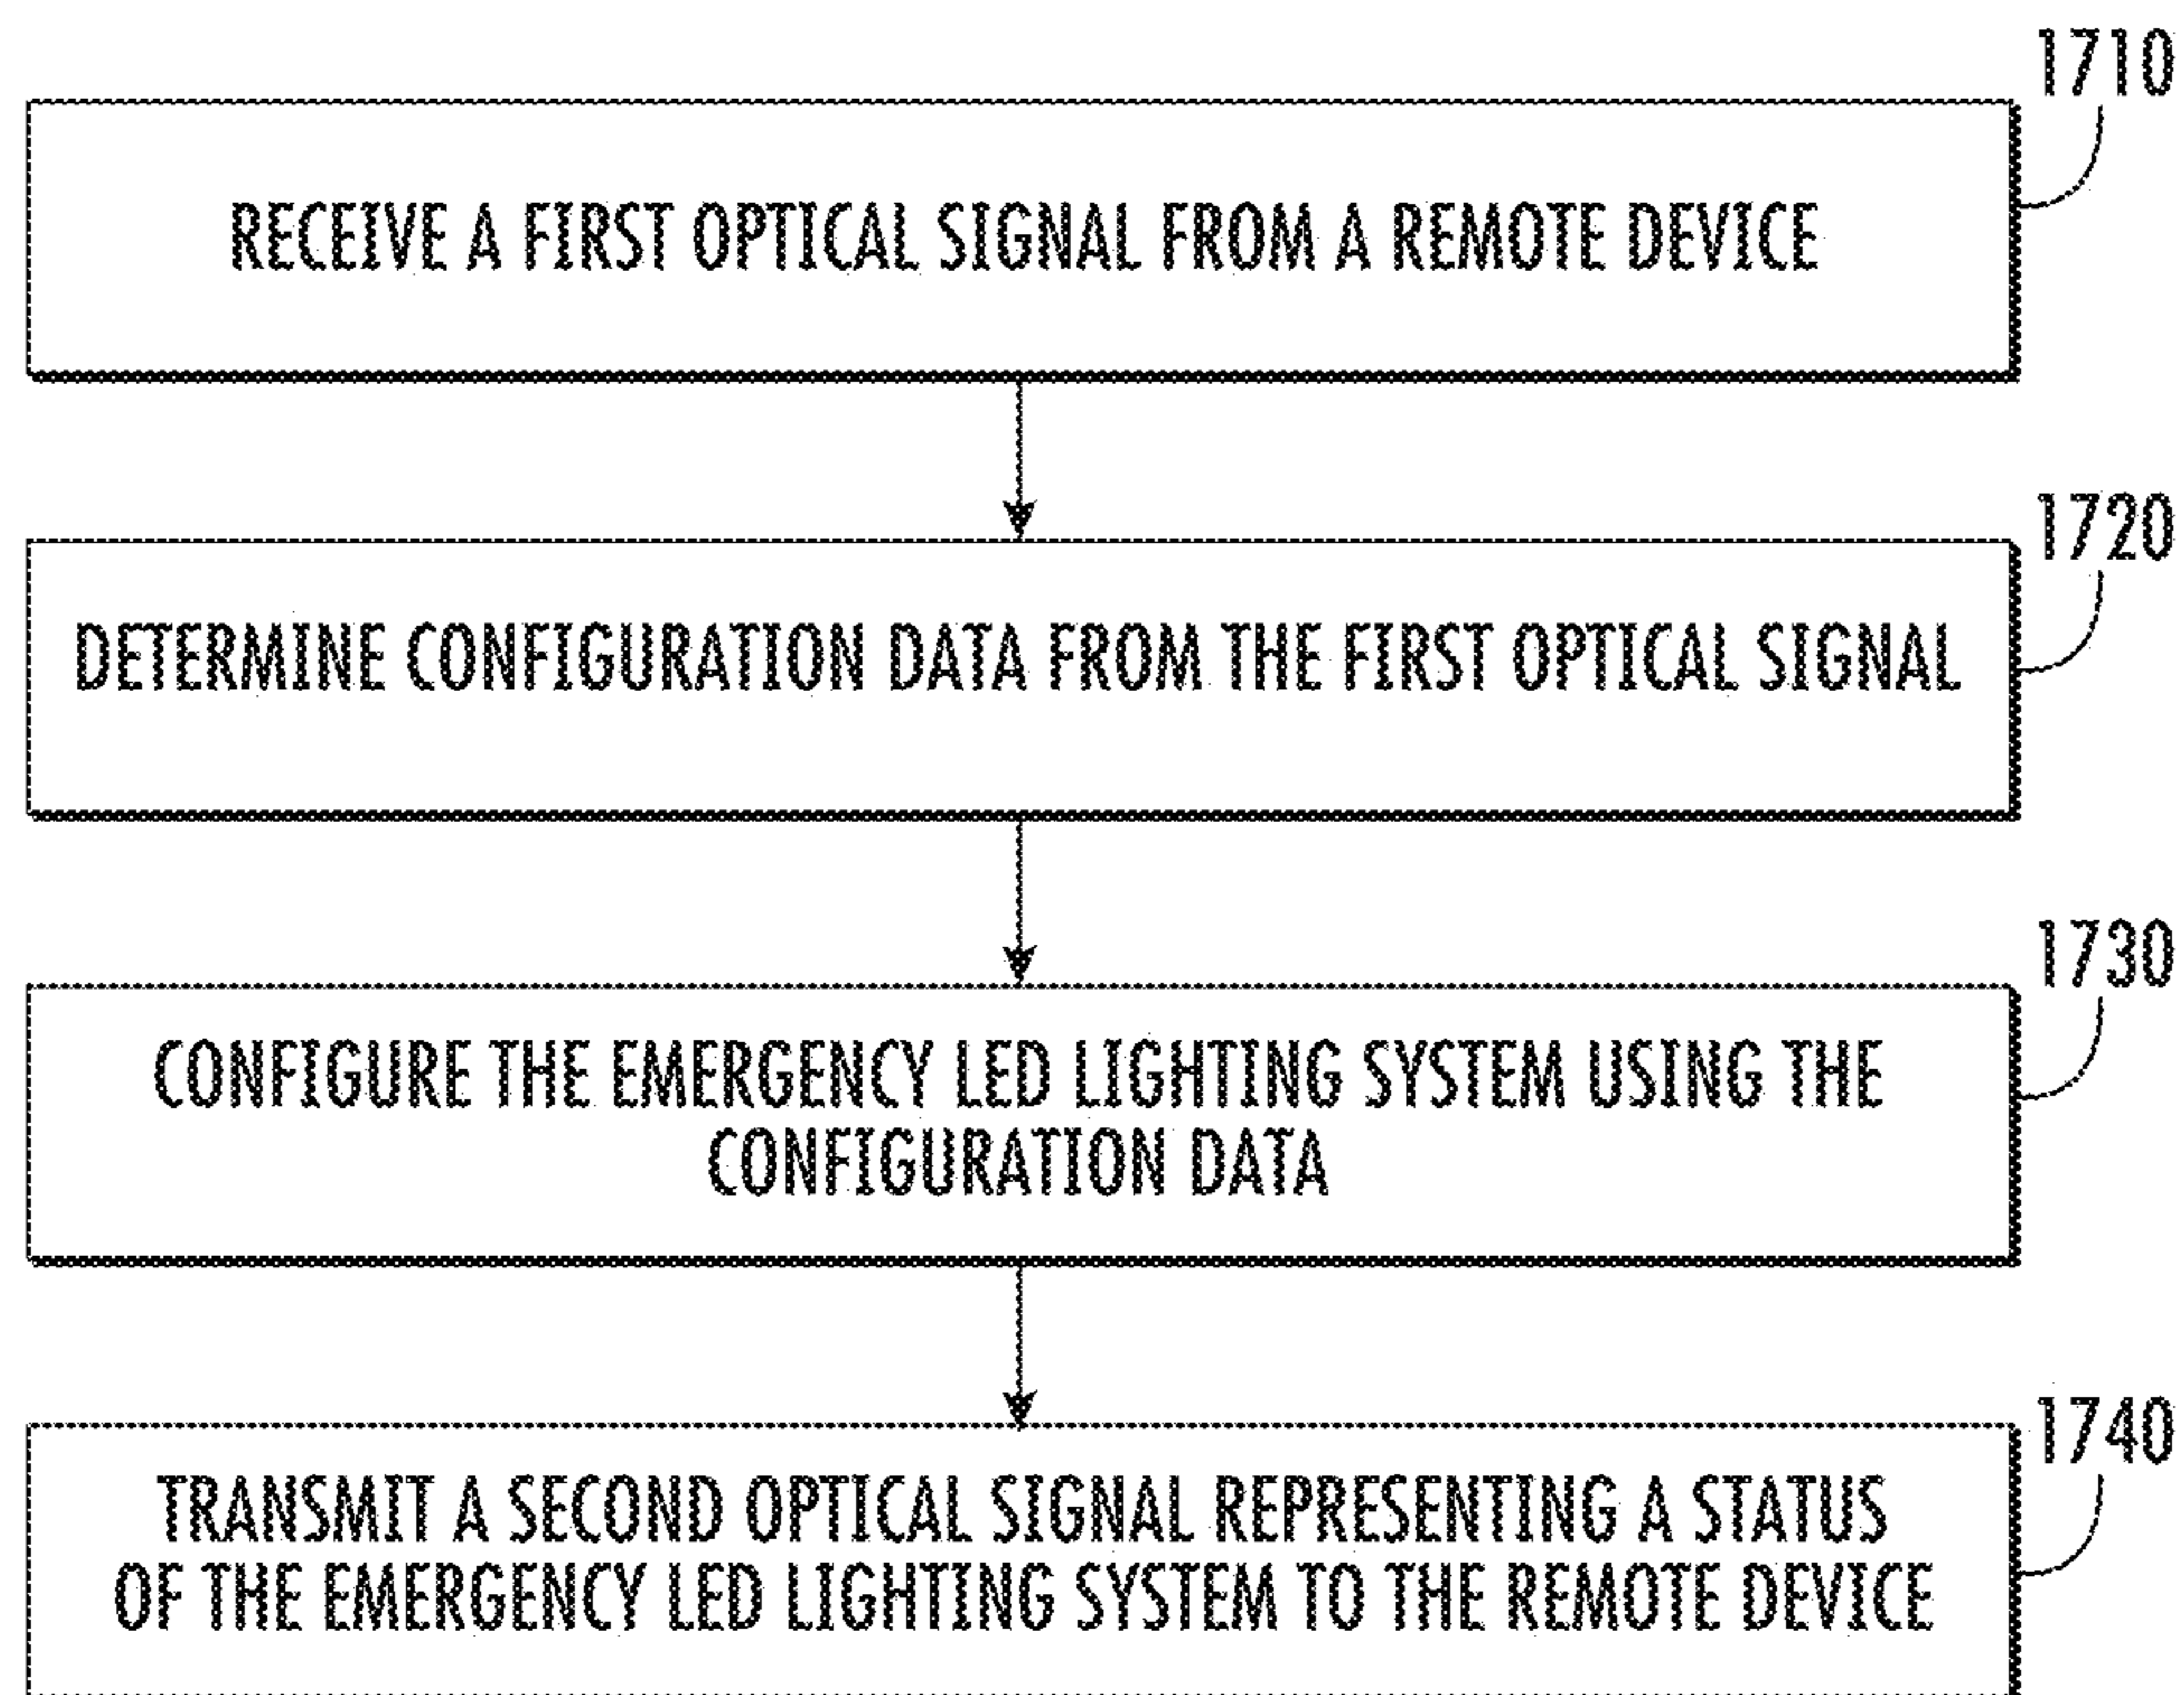 1710
RECEIVE A FIRST OPTICAL SIGNAL FROM A REMOTE DEVICE
1720
DETERMINE CONFIGURATION DATA FROM THE FIRST OPTICAL SIGNAL
1730
CONFIGURE THE EMERGENCY LED LIGHTING SYSTEM USING THE
CONFIGURATION DATA
1740
TRANSMIT A SECOND OPTICAL SIGNAL REPRESENTING A STATUS
OF THE EMERGENCY LED LIGHTING SYSTEM TO THE REMOTE DEVICE